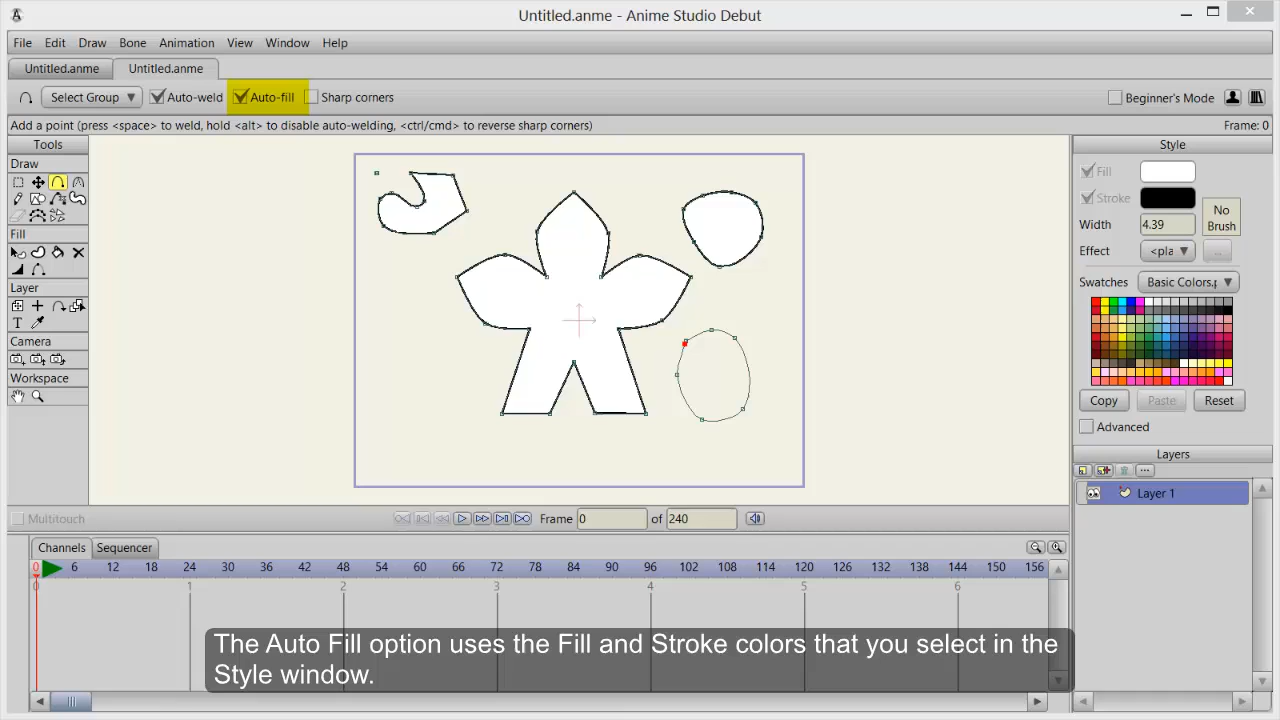 Untitled.anme - Anime Studio Debut
File Edit Draw Bone Animation View Window Help
Untitled.anme Untitled.anme
Select Group Auto-weld Auto-fill Sharp corners Beginner's Mode
Add a point (press <space> to weld, hold <alt> to disable auto-welding, <ctrl/cmd> to reverse sharp corners) Frame: 0
Tools
Draw
Fill
Layer
Camera
Workspace
Style
Fill
Stroke
No
Brush
Width 4.39
Effect <pla
Swatches Basic Colors.p
Copy Paste Reset
Advanced
Layers
Layer 1
Multitouch Frame 0 of 240
Channels Sequencer
0 6 12 18 24 30 36 42 48 54 60 66 72 78 84 90 96 102 108 114 120 126 132 138 144 150 156
0 1 2 3 4 5 6
The Auto Fill option uses the Fill and Stroke colors that you select in the
Style window.